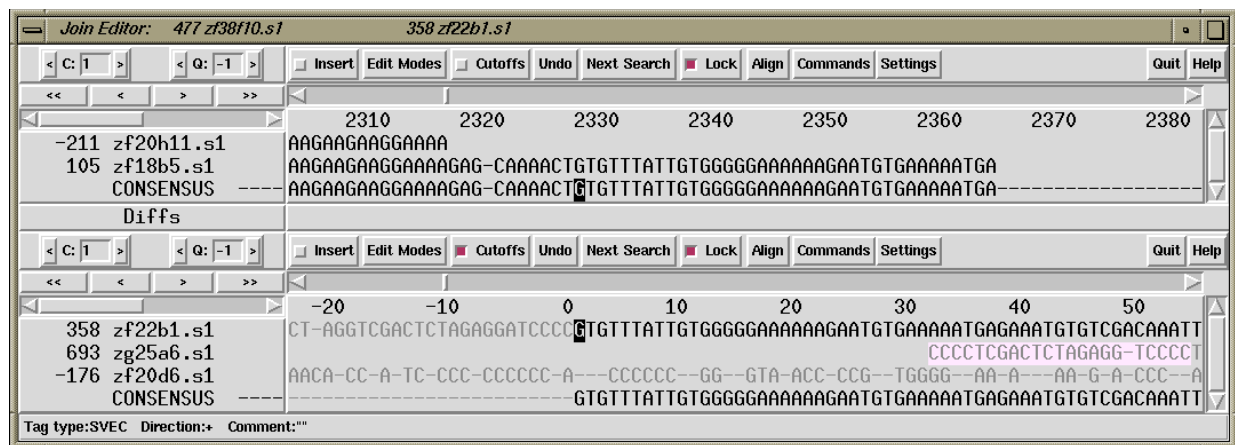 Join Editor: 477 zf38f10.s1 358 zf22b1.s1
< C: 1 > < Q: -1 > Insert Edit Modes Cutoffs Undo Next Search Lock Align Commands Settings Quit Help
<< < > >>
2310 2320 2330 2340 2350 2360 2370 2380
-211 zf20h11.s1 AAGAAGAAGGAAAA
105 zf18b5.s1 AAGAAGAAGGAAAAGAG-CAAAACTGTGTTTATTGTGGGGGAAAAAAGAATGTGAAAAATGA
CONSENSUS ---- AAGAAGAAGGAAAAGAG-CAAAACTGTGTTTATTGTGGGGGAAAAAAGAATGTGAAAAATGA------------------
Diffs
< C: 1 > < Q: -1 > Insert Edit Modes Cutoffs Undo Next Search Lock Align Commands Settings Quit Help
<< < > >>
-20 -10 0 10 20 30 40 50
358 zf22b1.s1 CT-AGGTCGACTCTAGAGGATCCCCGTGTTTATTGTGGGGGAAAAAAGAATGTGAAAAATGAGAAATGTGTCGACAAATT
693 zg25a6.s1 CCCCTCGACTCTAGAGG-TCCCCT
-176 zf20d6.s1 AACA-CC-A-TC-CCC-CCCCCC-A---CCCCCC--GG--GTA-ACC-CCG--TGGGG--AA-A---AA-G-A-CCC--A
CONSENSUS ---- -------------------------GTGTTTATTGTGGGGGAAAAAAGAATGTGAAAAATGAGAAATGTGTCGACAAATT
Tag type:SVEC Direction:+ Comment:""